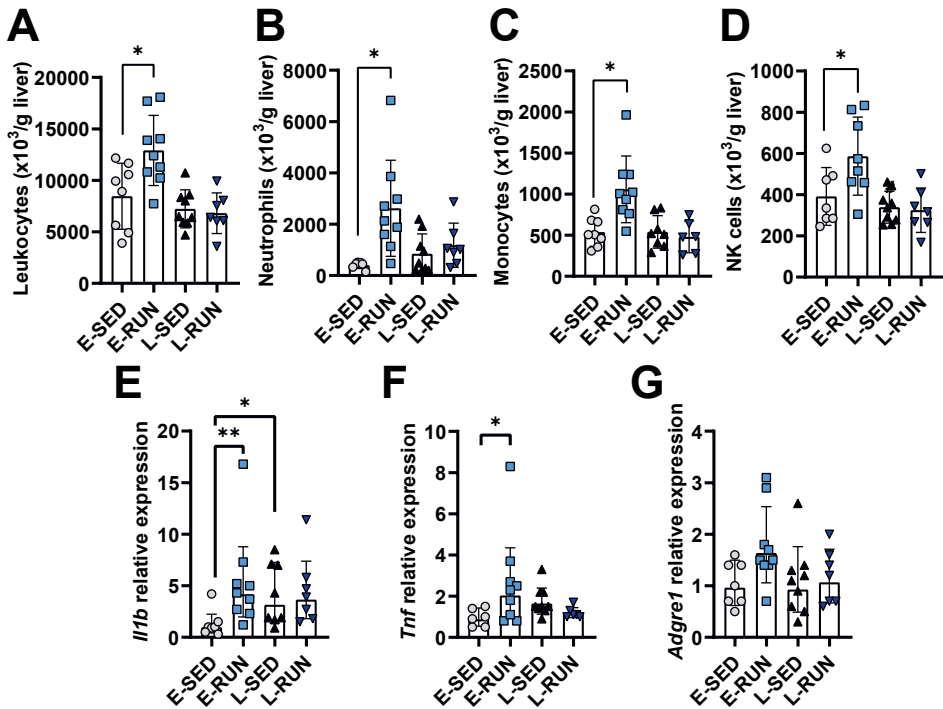 A
B
C
D
Leukocytes (x10³/g liver)
20000
15000
10000
5000
0
*
E-SED
E-RUN
L-SED
L-RUN
Neutrophils (x10³/g liver)
8000
6000
4000
2000
0
*
E-SED
E-RUN
L-SED
L-RUN
Monocytes (x10³/g liver)
2500
2000
1500
1000
500
0
*
E-SED
E-RUN
L-SED
L-RUN
NK cells (x10³/g liver)
1000
800
600
400
200
0
*
E-SED
E-RUN
L-SED
L-RUN
E
F
G
Il1b relative expression
20
15
10
5
0
*
**
E-SED
E-RUN
L-SED
L-RUN
Tnf relative expression
10
8
6
4
2
0
*
E-SED
E-RUN
L-SED
L-RUN
Adgre1 relative expression
4
3
2
1
0
E-SED
E-RUN
L-SED
L-RUN